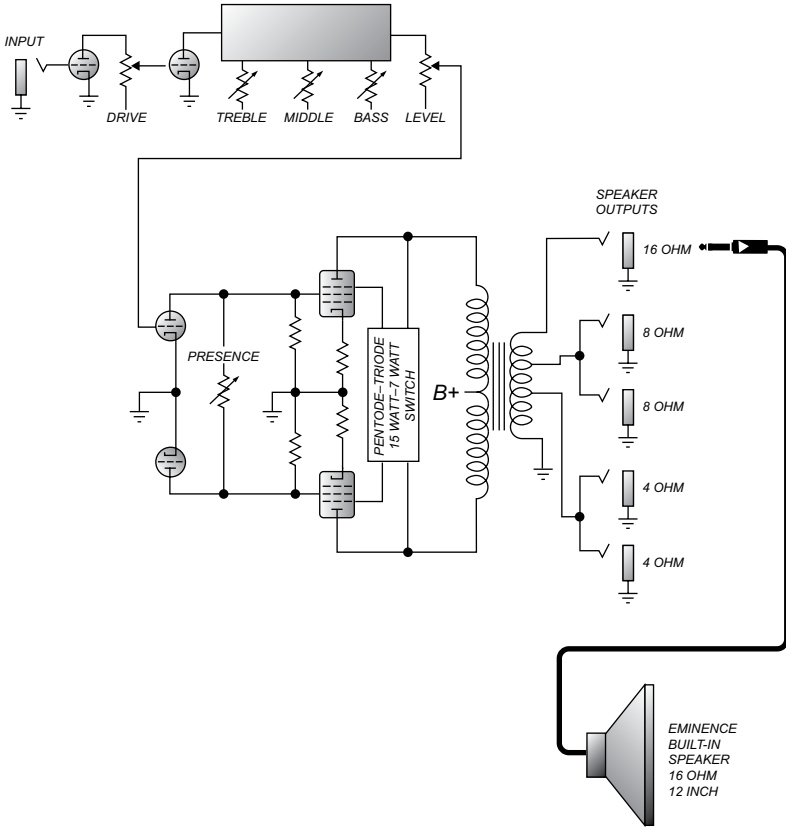 INPUT
DRIVE
TREBLE
MIDDLE
BASS
LEVEL
SPEAKER
OUTPUTS
16 OHM
8 OHM
PRESENCE
PENTODE–TRIODE
15 WATT–7 WATT
SWITCH
B+
8 OHM
4 OHM
4 OHM
EMINENCE
BUILT-IN
SPEAKER
16 OHM
12 INCH